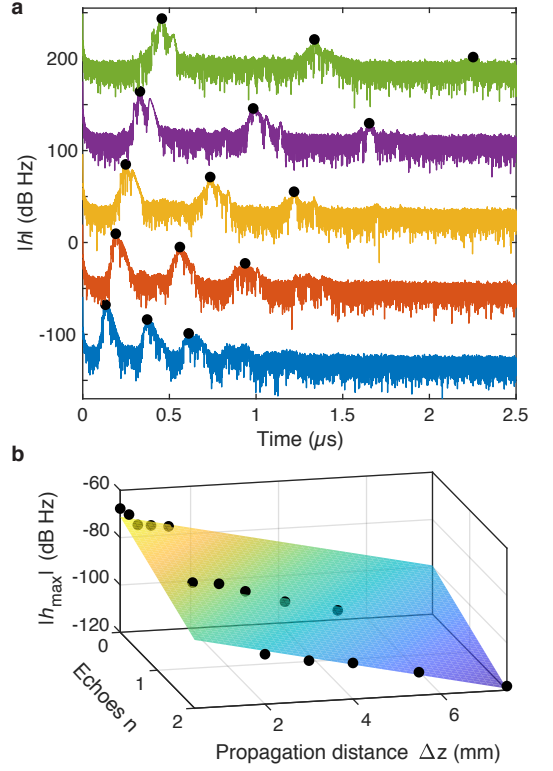 a
|h| (dB Hz)
200
100
0
-100
0 0.5 1 1.5 2 2.5
Time (µs)
b
|h_max| (dB Hz)
-60
-80
-100
-120
0
1
2
Echoes n
2 4 6
Propagation distance Δz (mm)